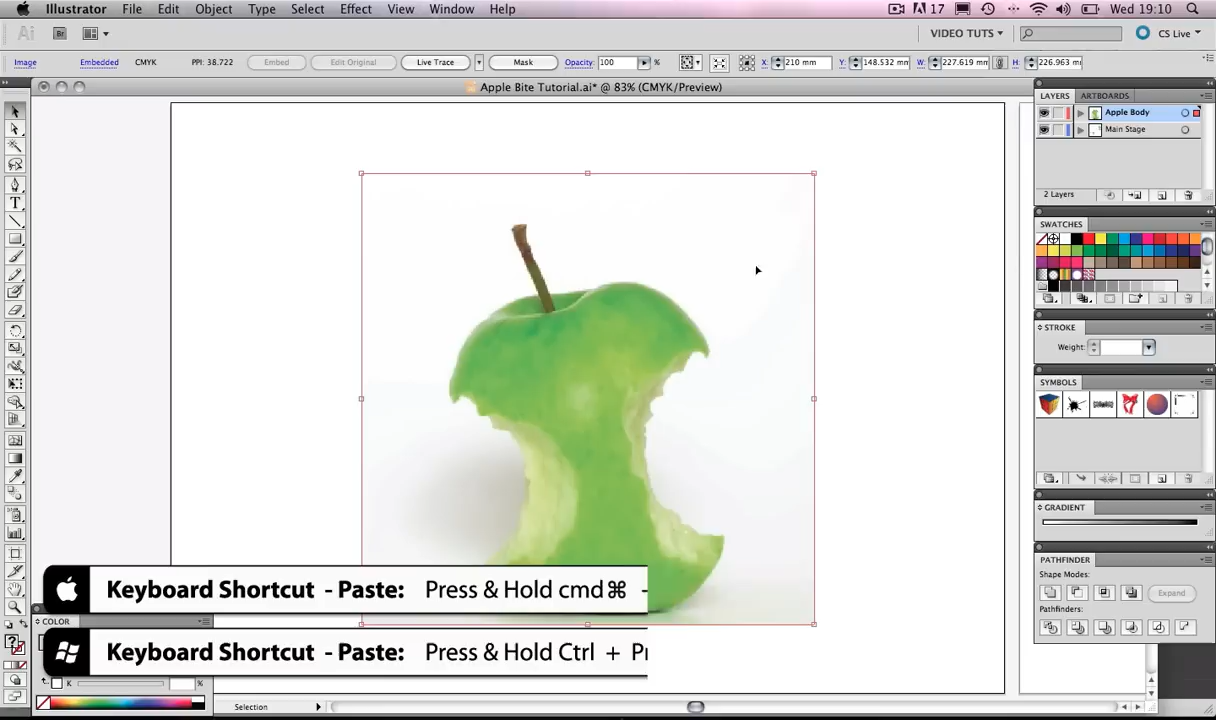 Illustrator File Edit Object Type Select Effect View Window Help 17 Wed 19:10
Ai Br VIDEO TUTS CS Live
Image Embedded CMYK PPI: 38.722 Embed Edit Original Live Trace Mask Opacity: 100 % X: 210 mm Y: 148.532 mm W: 227.619 mm H: 226.963 m
Apple Bite Tutorial.ai* @ 83% (CMYK/Preview)
LAYERS ARTBOARDS
Apple Body
Main Stage
2 Layers
SWATCHES
STROKE
Weight:
SYMBOLS
GRADIENT
PATHFINDER
Shape Modes:
Expand
Pathfinders:
Keyboard Shortcut - Paste: Press & Hold cmd⌘ -
COLOR
Keyboard Shortcut - Paste: Press & Hold Ctrl + Pr
K %
Selection